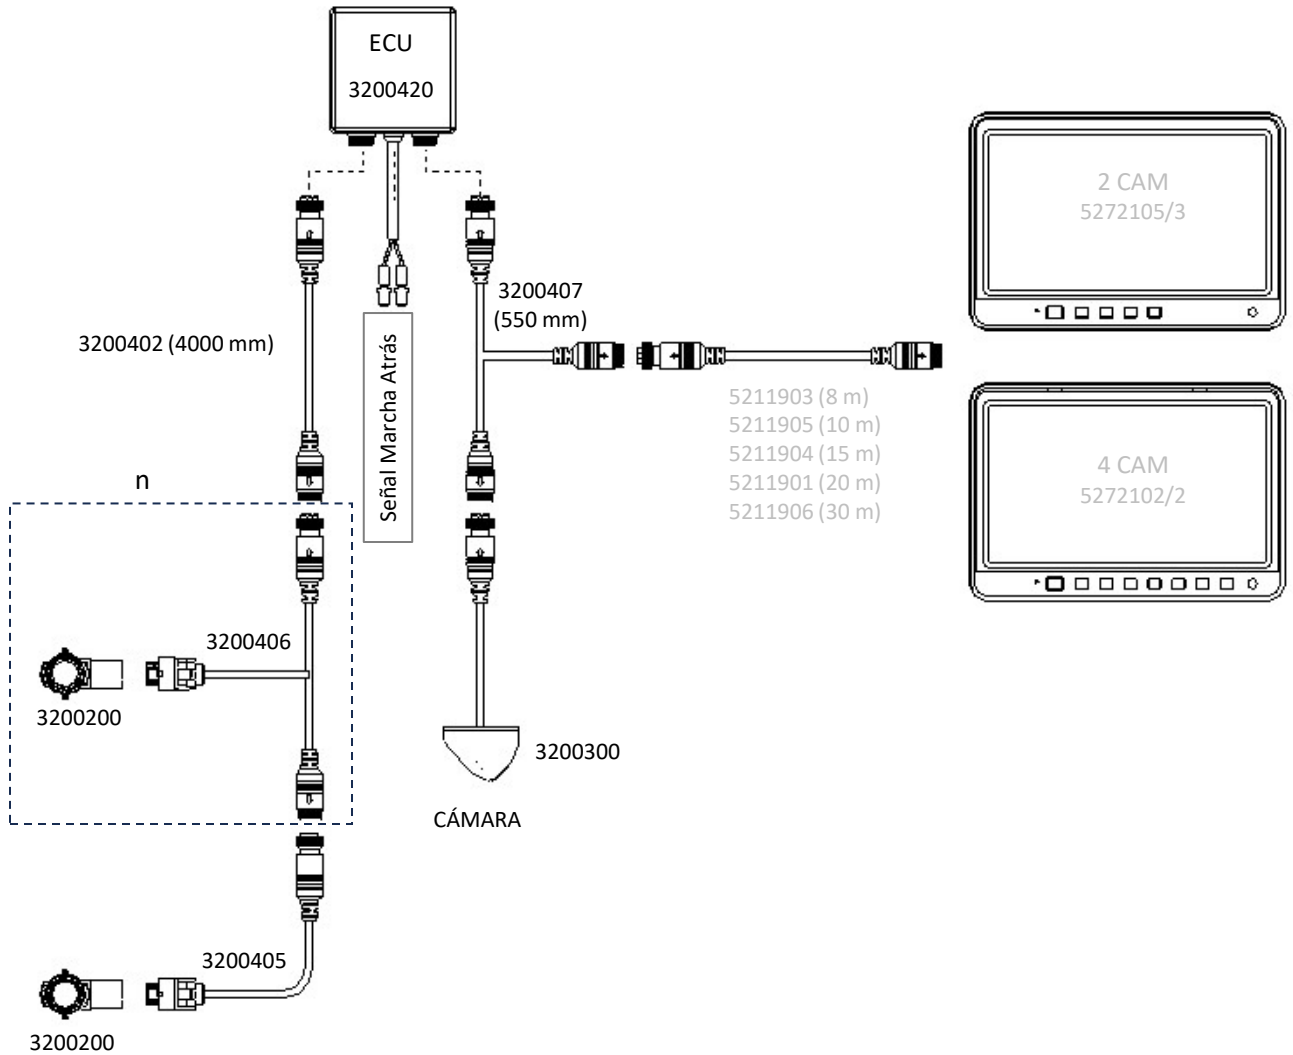 ECU
3200420
2 CAM
5272105/3
3200407
(550 mm)
3200402 (4000 mm)
Señal Marcha Atrás
5211903 (8 m)
5211905 (10 m)
5211904 (15 m)
5211901 (20 m)
5211906 (30 m)
4 CAM
5272102/2
n
3200406
3200200
3200300
CÁMARA
3200405
3200200